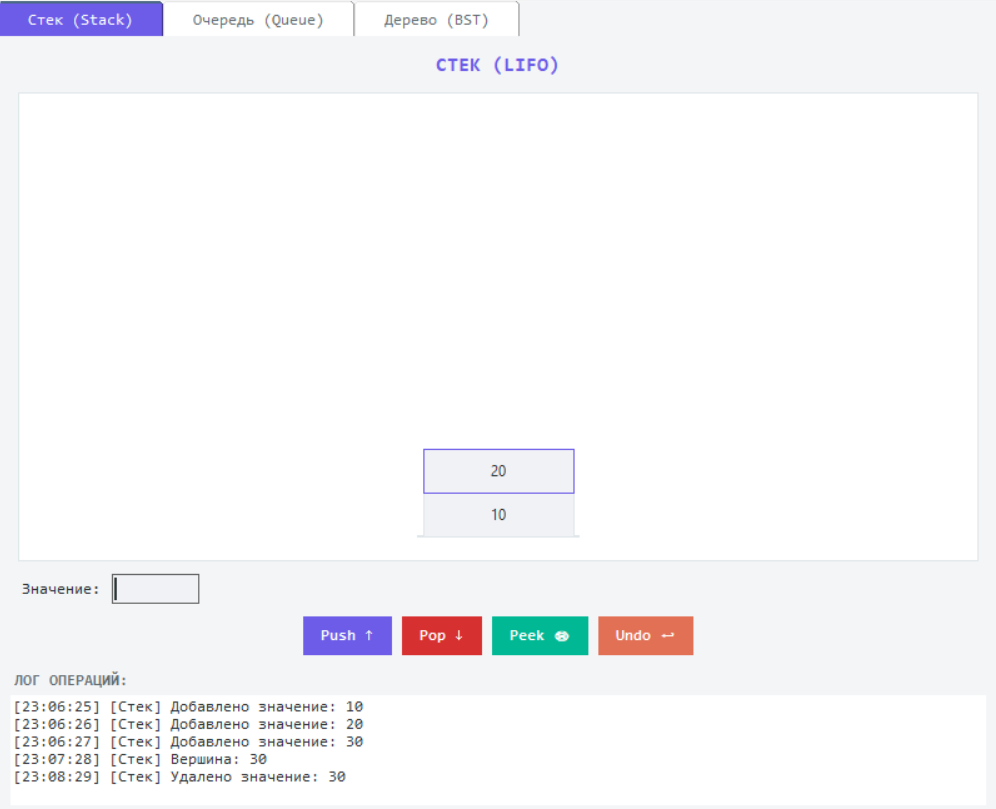 Стек (Stack)
Очередь (Queue)
Дерево (BST)
СТЕК (LIFO)
20
10
Значение:
Push ↑
Pop ↓
Peek 👁
Undo ↩
ЛОГ ОПЕРАЦИЙ:
[23:06:25] [Стек] Добавлено значение: 10
[23:06:26] [Стек] Добавлено значение: 20
[23:06:27] [Стек] Добавлено значение: 30
[23:07:28] [Стек] Вершина: 30
[23:08:29] [Стек] Удалено значение: 30